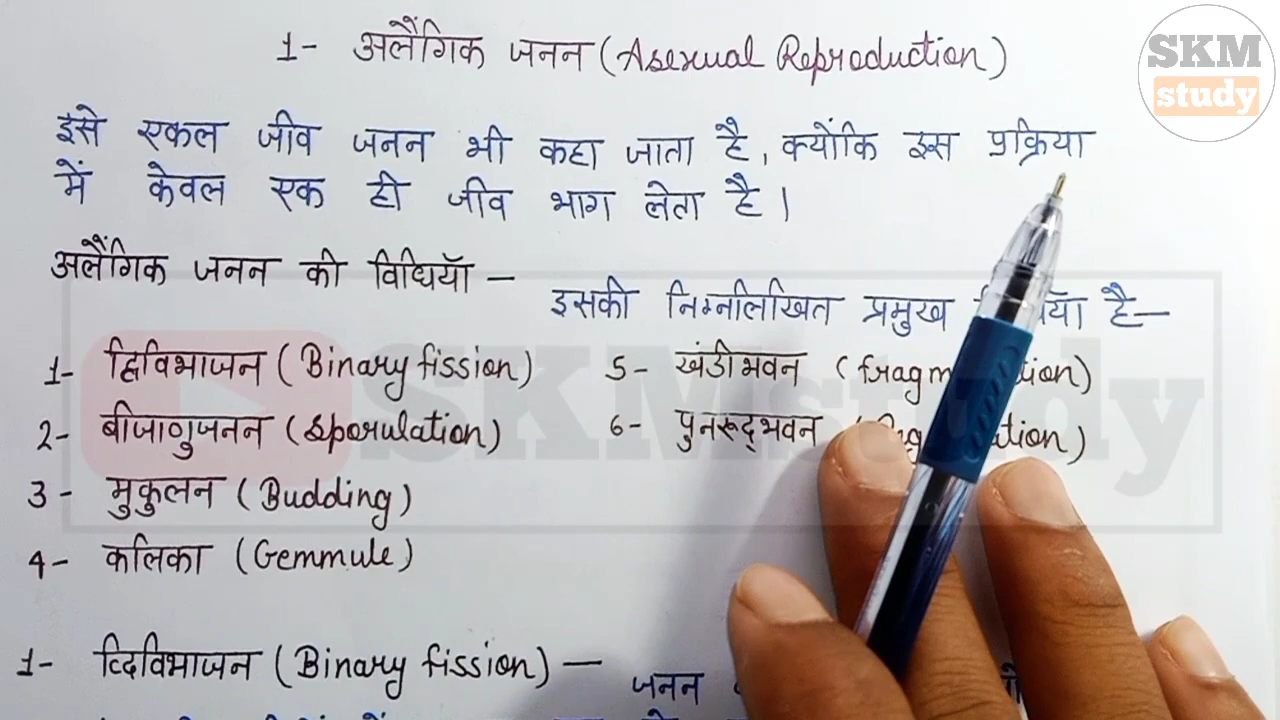 SKM
study
1- अलैंगिक जनन (Asexual Reproduction)
इसे एकल जीव जनन भी कहा जाता है, क्योंकि इस प्रक्रिया
में केवल एक ही जीव भाग लेता है।
अलैंगिक जनन की विधियॉ —
इसकी निम्नलिखित प्रमुख है—
1- द्विविभाजन (Binary fission)
2- बीजाणुजनन (Sporulation)
3- मुकुलन (Budding)
4- कलिका (Gemmule)
5- खंडीभवन
6- पुनरूद्भवन
SKMstudy
1- द्विविभाजन (Binary fission) —
जनन